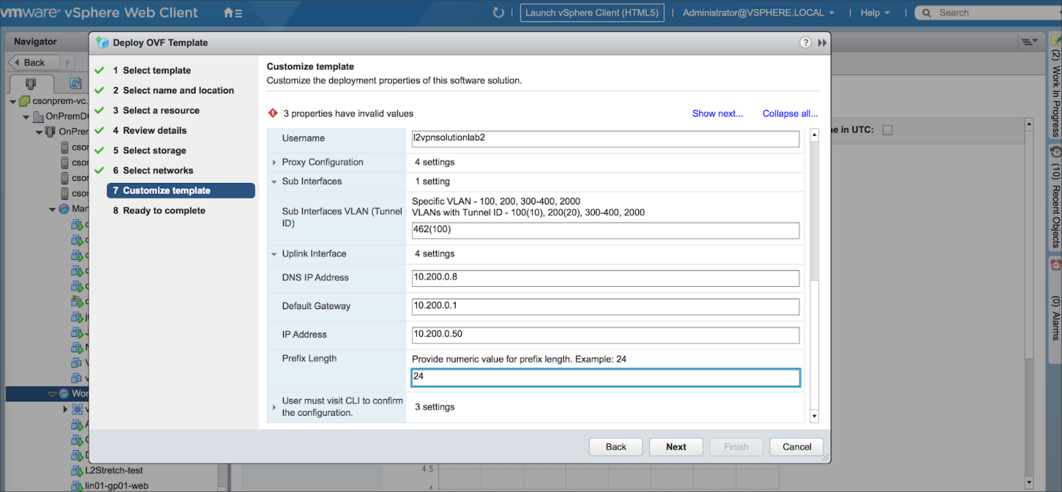 vmware® vSphere Web Client
Launch vSphere Client (HTML5)
Administrator@VSPHERE.LOCAL
Help
Search
Navigator
Back
csonprem-vc.
OnPremD
OnPrem
cson
cso
cso
cso
Mar
Wor
L2Stretch-test
lin01-gp01-web
Deploy OVF Template
1 Select template
2 Select name and location
3 Select a resource
4 Review details
5 Select storage
6 Select networks
7 Customize template
8 Ready to complete
Customize template
Customize the deployment properties of this software solution.
3 properties have invalid values
Show next...
Collapse all...
Username
l2vpnsolutionlab2
Proxy Configuration
4 settings
Sub Interfaces
1 setting
Sub Interfaces VLAN (Tunnel
ID)
Specific VLAN - 100, 200, 300-400, 2000
VLANs with Tunnel ID - 100(10), 200(20), 300-400, 2000
462(100)
Uplink Interface
4 settings
DNS IP Address
10.200.0.8
Default Gateway
10.200.0.1
IP Address
10.200.0.50
Prefix Length
Provide numeric value for prefix length. Example: 24
24
User must visit CLI to confirm
the configuration.
3 settings
Back
Next
Finish
Cancel
e in UTC:
(2) Work In Progress
(10) Recent Objects
(0) Alarms
4.5